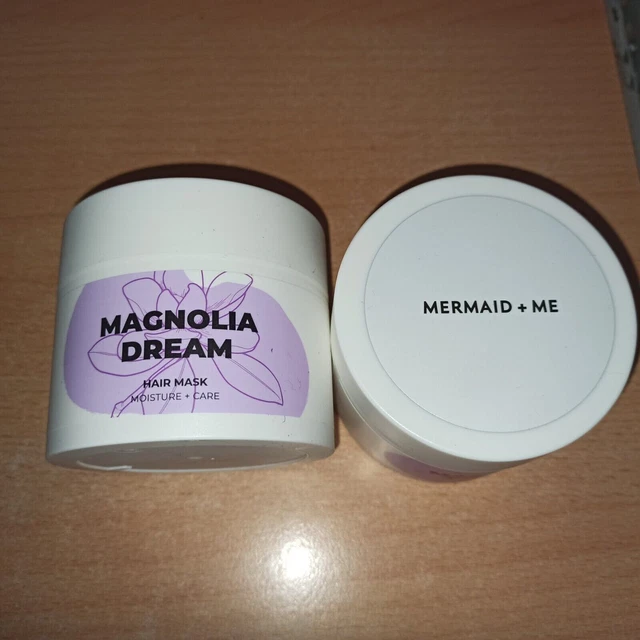 MAGNOLIA
DREAM
HAIR MASK
MOISTURE + CARE
MERMAID + ME